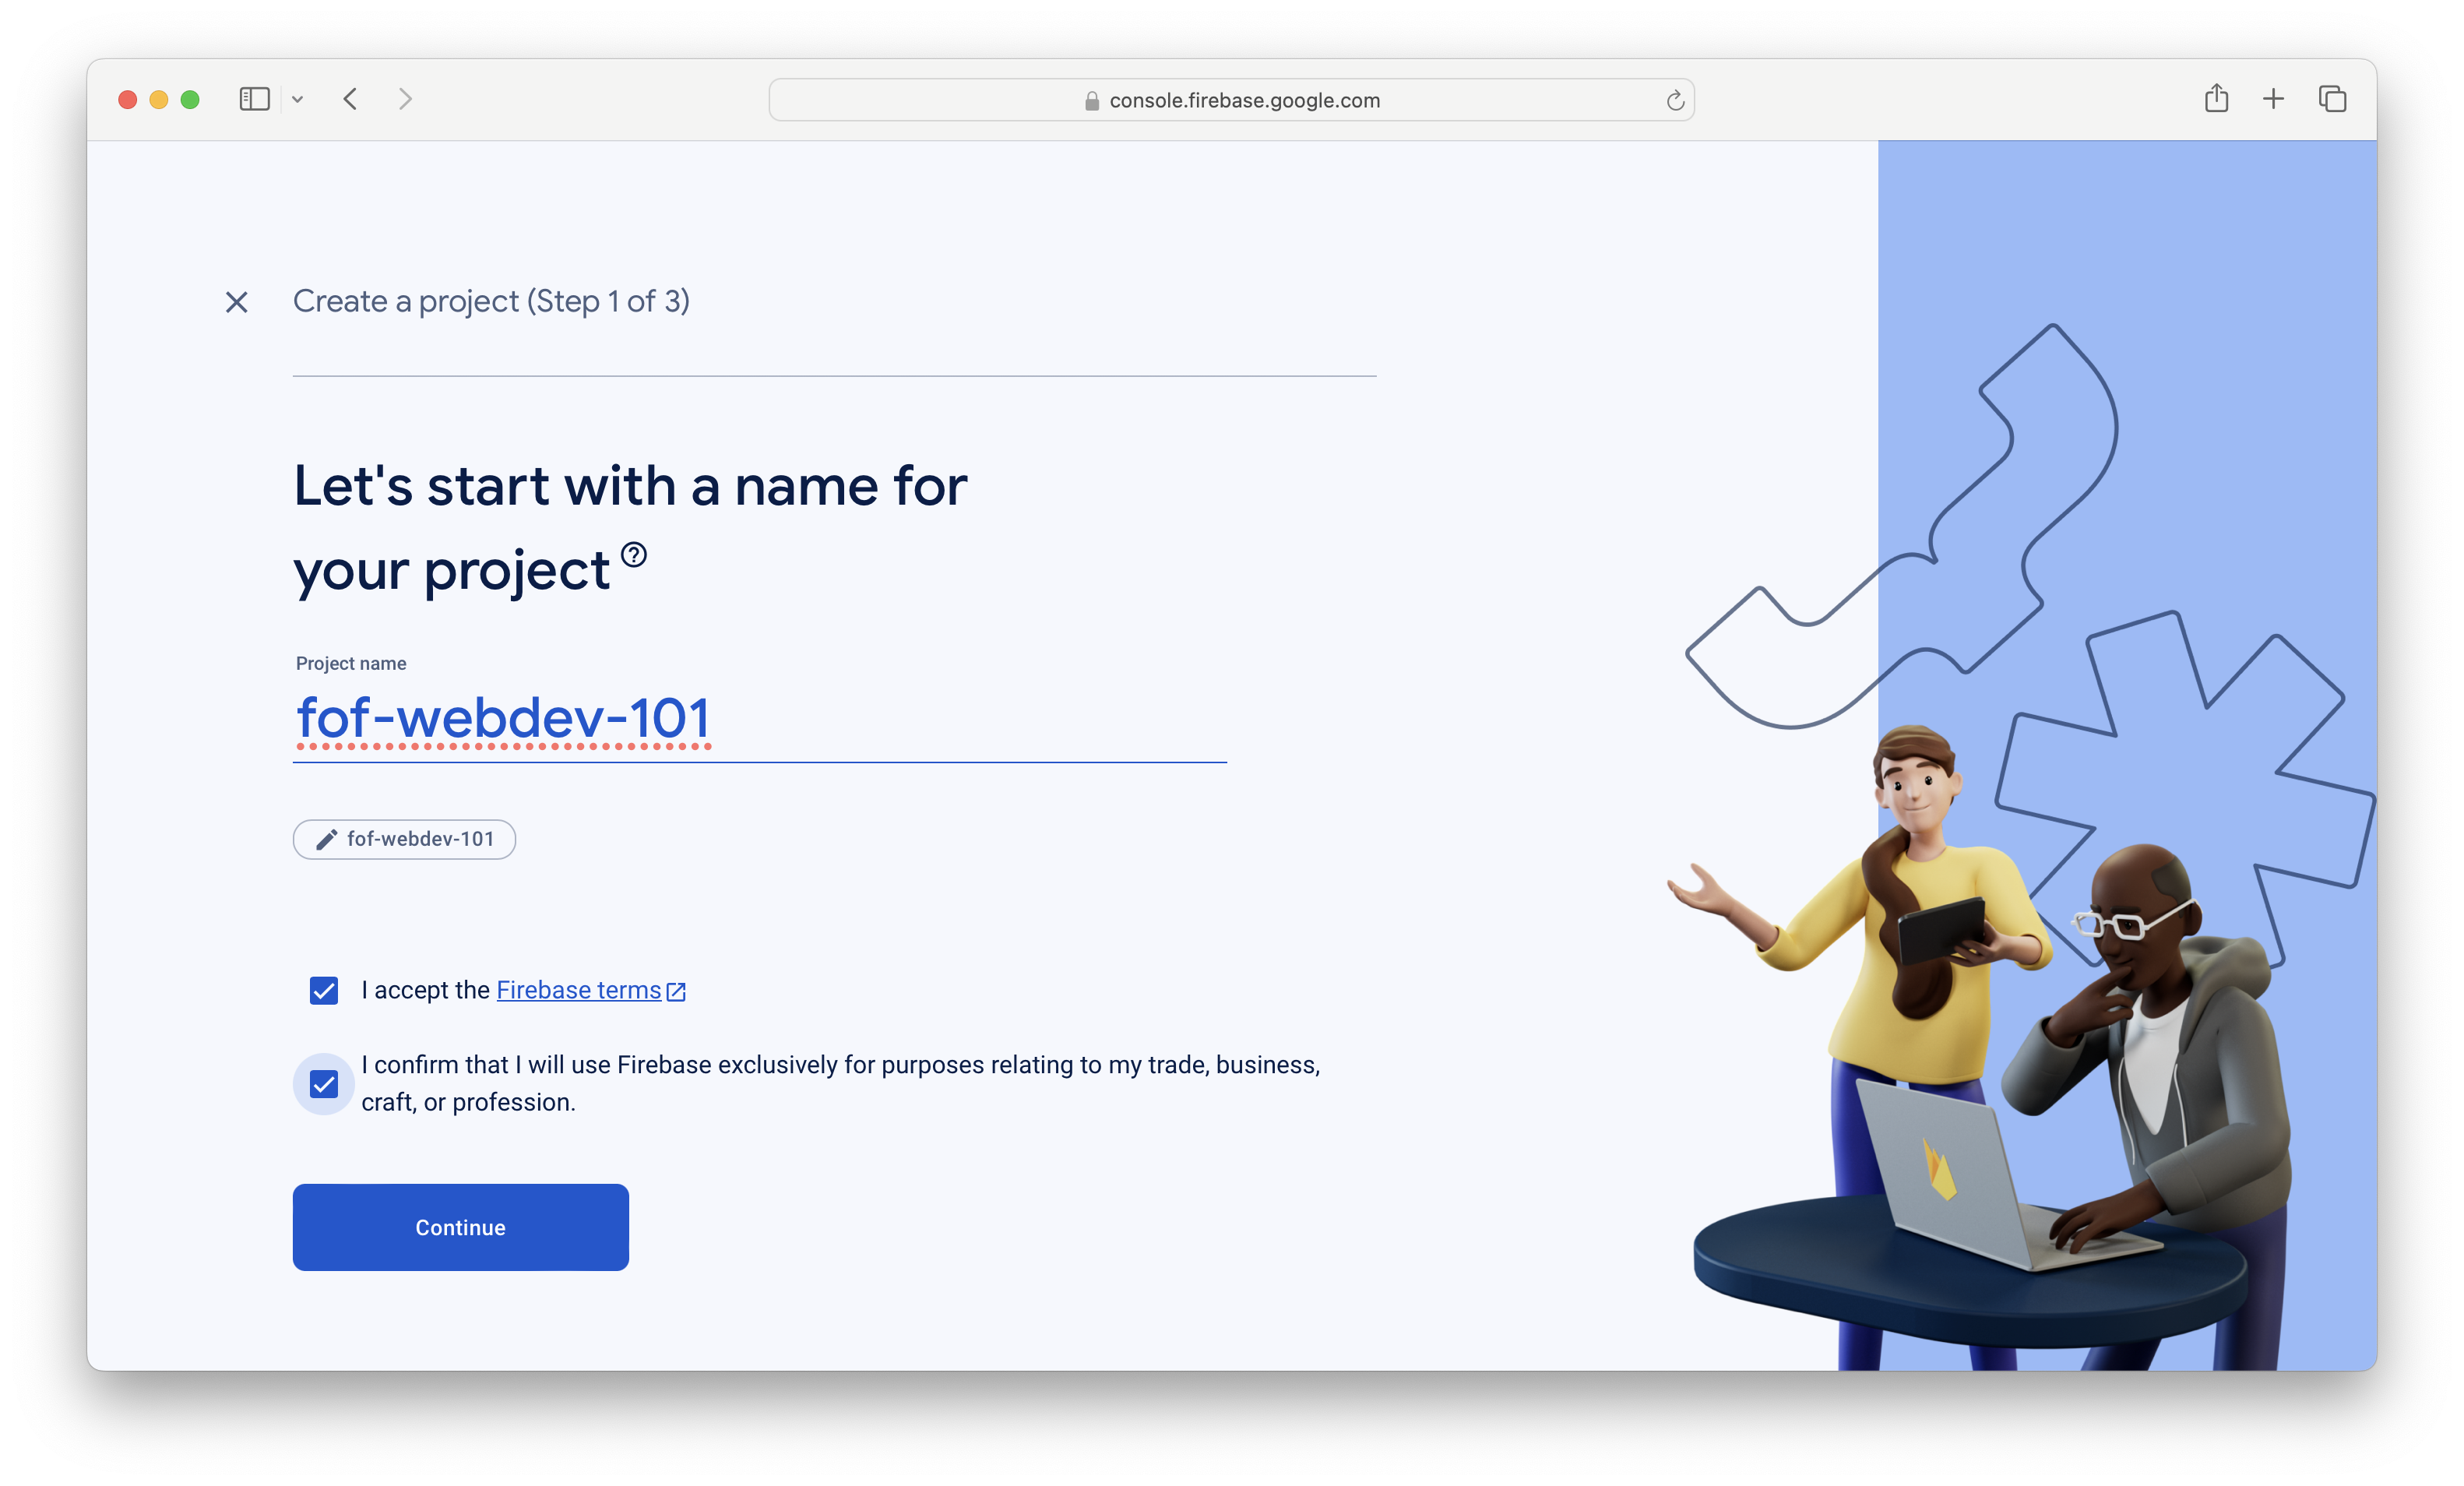 console.firebase.google.com
Create a project (Step 1 of 3)
Let's start with a name for
your project
Project name
fof-webdev-101
fof-webdev-101
I accept the Firebase terms
I confirm that I will use Firebase exclusively for purposes relating to my trade, business,
craft, or profession.
Continue